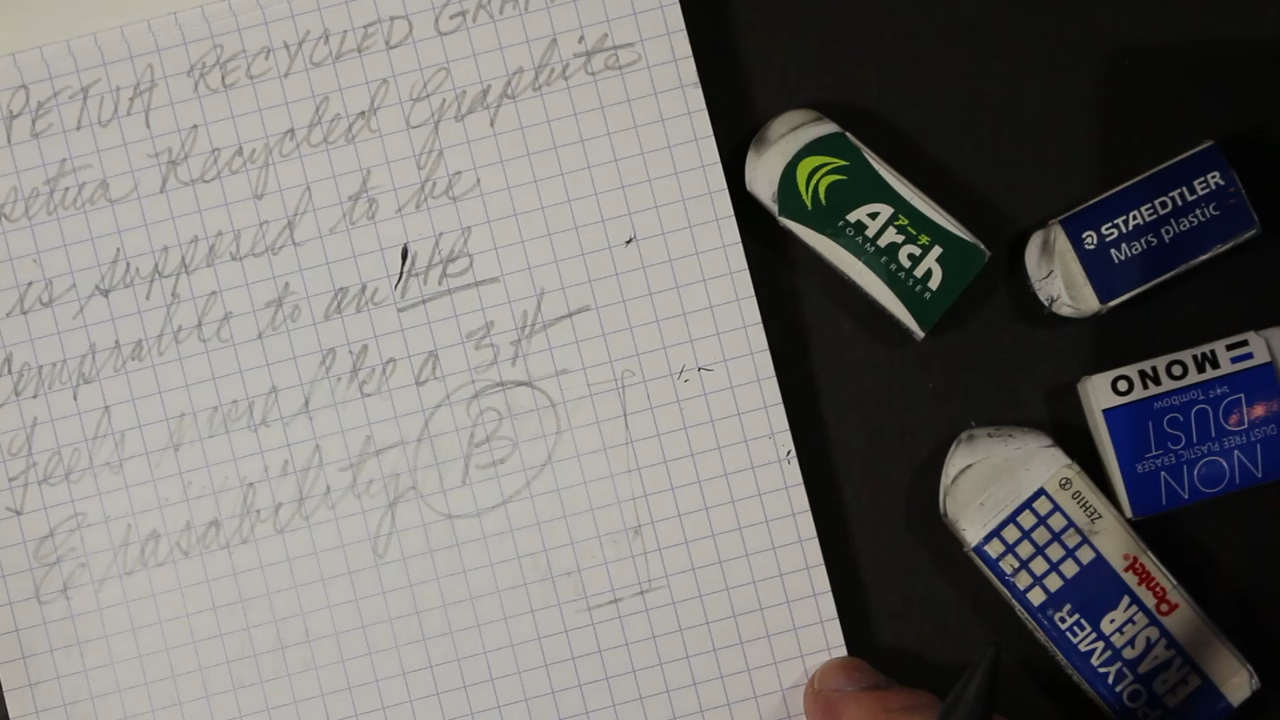 PETUA RECYCLED GRAP
petua Recycled Graphite
is supposed to be
comprable to an HB
feels more like a 3H
Erasability B
アーチ
Arch
FOAM ERASER
STAEDTLER
Mars plastic
MONO
Tombow
NON
DUST
DUST FREE PLASTIC ERASER
ZEH10
Pentel
POLYMER
ERASER